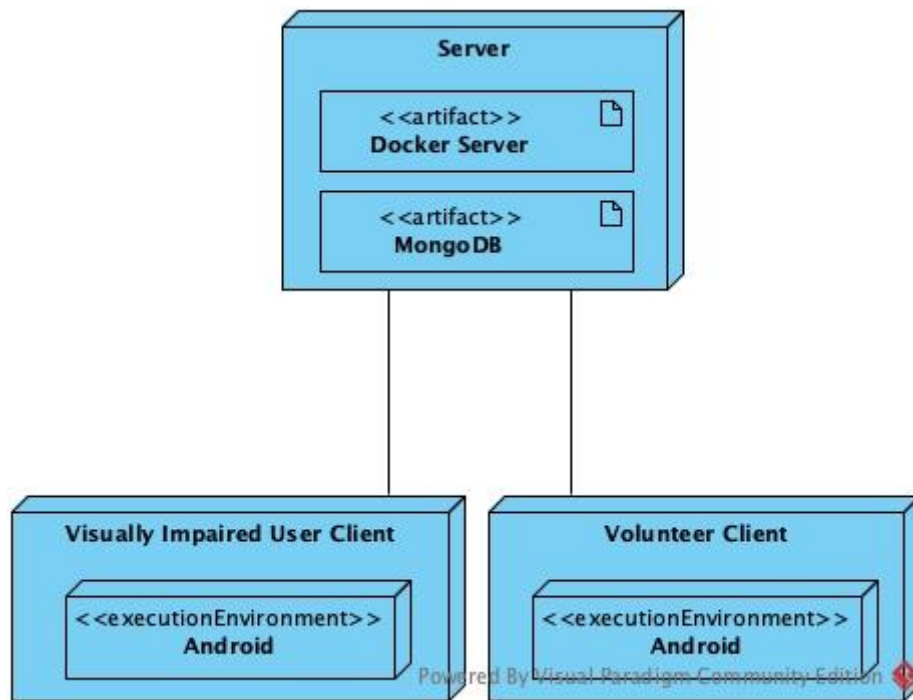 Server
<<artifact>>
Docker Server
<<artifact>>
MongoDB
Visually Impaired User Client
<<executionEnvironment>>
Android
Volunteer Client
<<executionEnvironment>>
Android
Powered By Visual Paradigm Community Edition